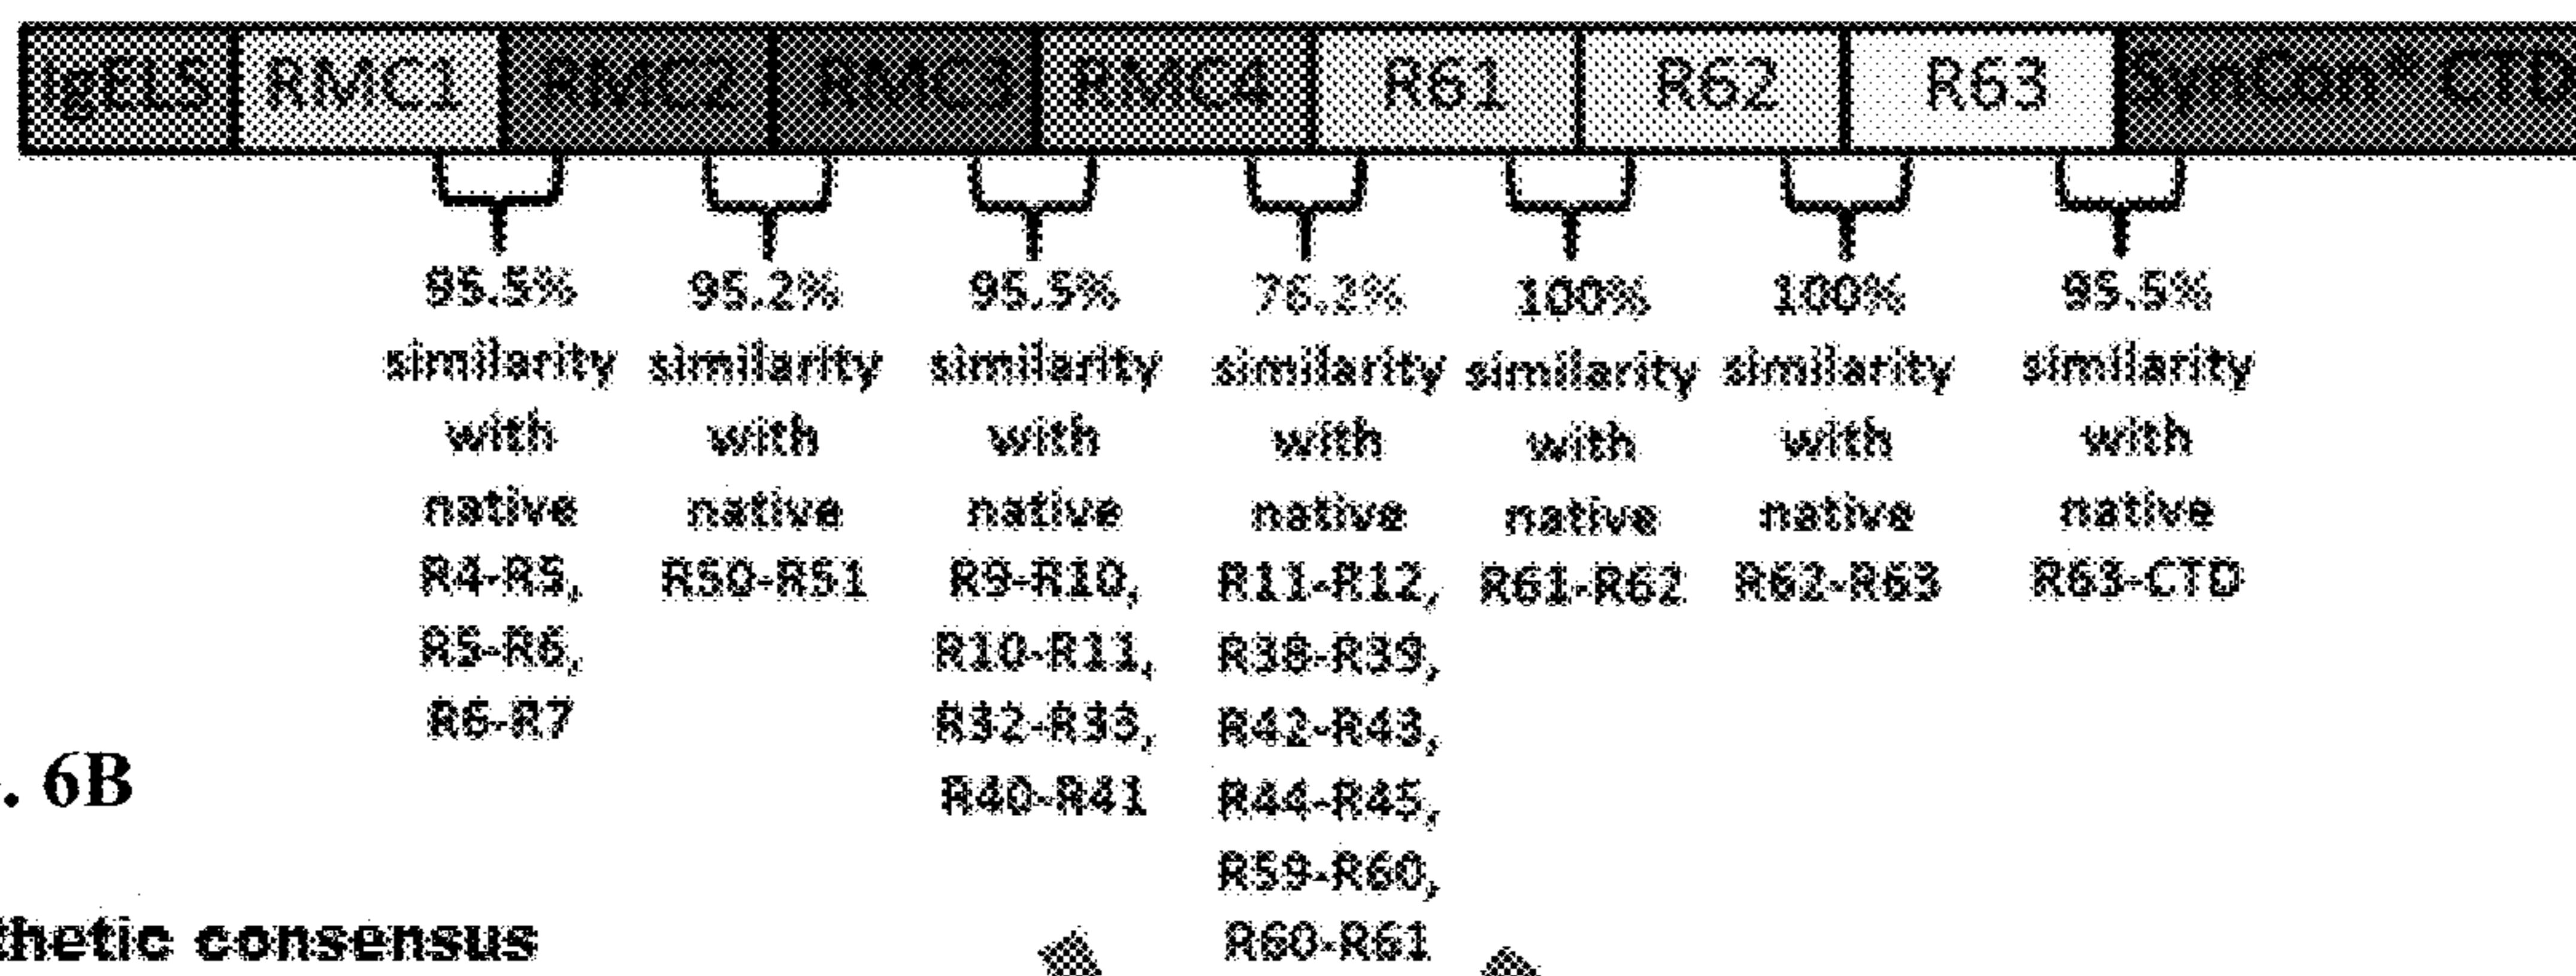 IgELS RMC1 RMC2 RMC3 RMC4 R61 R62 R63 SynCon® CTD
95.5%
similarity
with
native
R4-R5,
R5-R6,
R6-R7
95.2%
similarity
with
native
R50-R51
95.5%
similarity
with
native
R9-R10,
R10-R11,
R32-R33,
R40-R41
similarity
with
native
R11-R12,
R38-R39,
R42-R43,
R44-R45,
R59-R60,
R60-R61
100%
similarity
with
native
R61-R62
100%
similarity
with
native
R62-R63
95.5%
similarity
with
native
R63-CTD
. 6B
thetic consensus